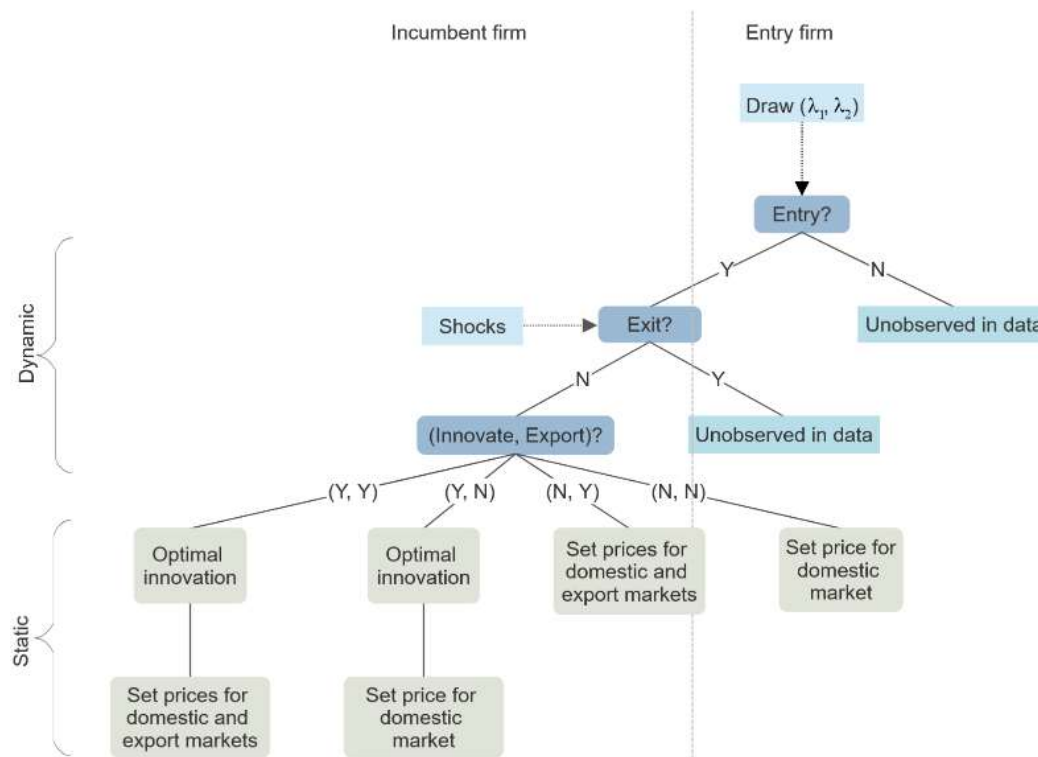 Incumbent firm
Entry firm
Draw (λ1, λ2)
Entry?
Y
N
Shocks
Exit?
Unobserved in data
Dynamic
N
Y
(Innovate, Export)?
Unobserved in data
(Y, Y)
(Y, N)
(N, Y)
(N, N)
Optimal
innovation
Optimal
innovation
Set prices for
domestic and
export markets
Set price for
domestic
market
Static
Set prices for
domestic and
export markets
Set price for
domestic
market